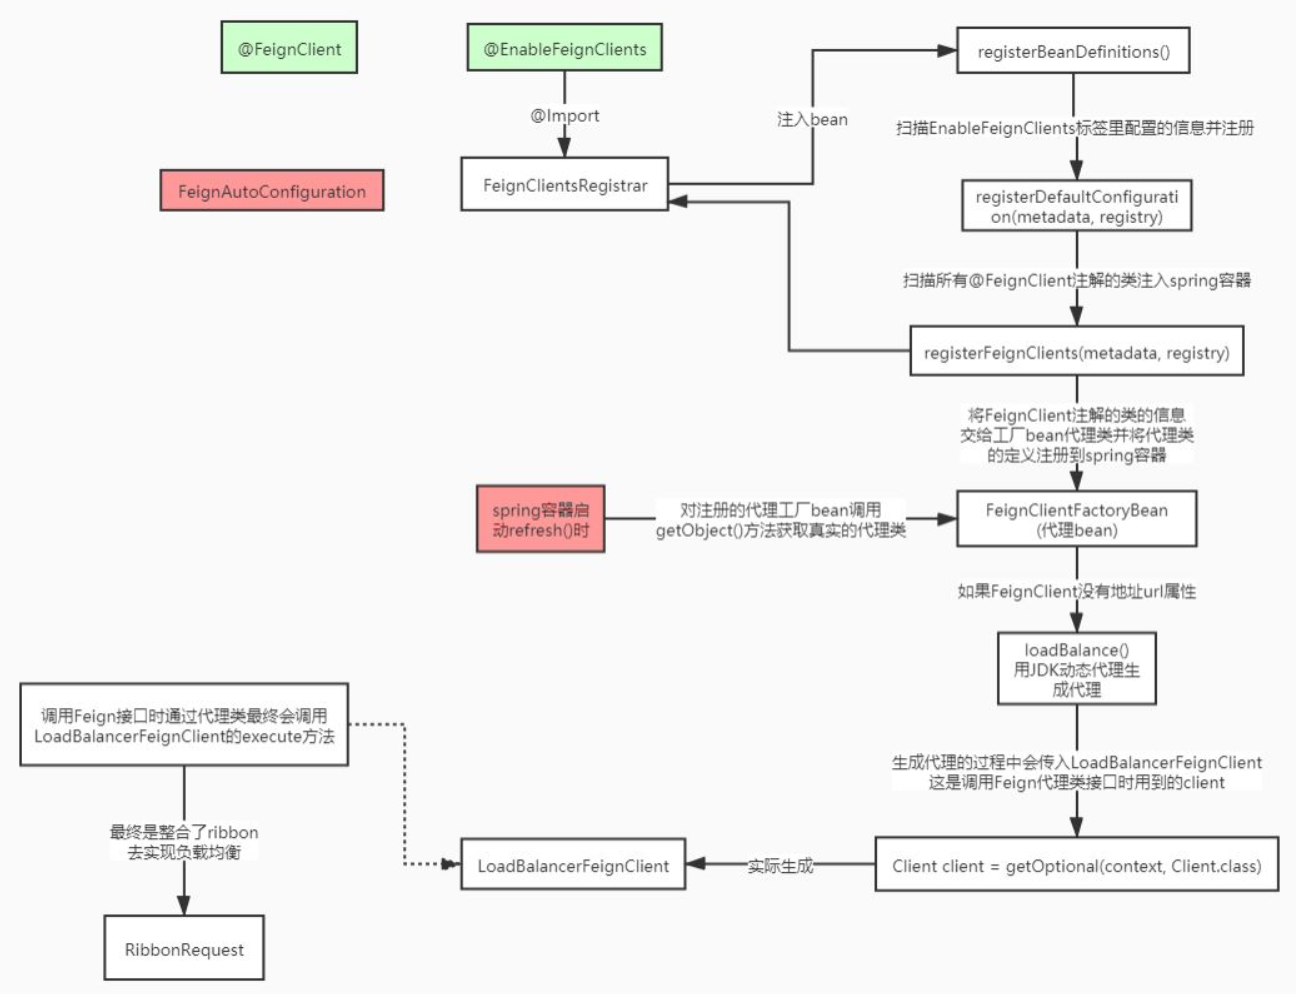 @FeignClient
@EnableFeignClients
registerBeanDefinitions()
@Import
注入bean
扫描EnableFeignClients标签里配置的信息并注册
FeignAutoConfiguration
FeignClientsRegistrar
registerDefaultConfigurati
on(metadata, registry)
扫描所有@FeignClient注解的类注入spring容器
registerFeignClients(metadata, registry)
将FeignClient注解的类的信息
交给工厂bean代理类并将代理类
的定义注册到spring容器
spring容器启
动refresh()时
对注册的代理工厂bean调用
getObject()方法获取真实的代理类
FeignClientFactoryBean
(代理bean)
如果FeignClient没有地址url属性
loadBalance()
用JDK动态代理生
成代理
调用Feign接口时通过代理类最终会调用
LoadBalancerFeignClient的execute方法
生成代理的过程中会传入LoadBalancerFeignClient
这是调用Feign代理类接口时用到的client
最终是整合了ribbon
去实现负载均衡
LoadBalancerFeignClient
实际生成
Client client = getOptional(context, Client.class)
RibbonRequest